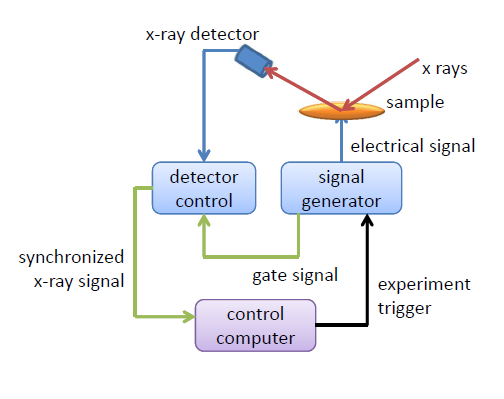 x-ray detector
x rays
sample
electrical signal
detector
control
signal
generator
synchronized
x-ray signal
gate signal
experiment
trigger
control
computer